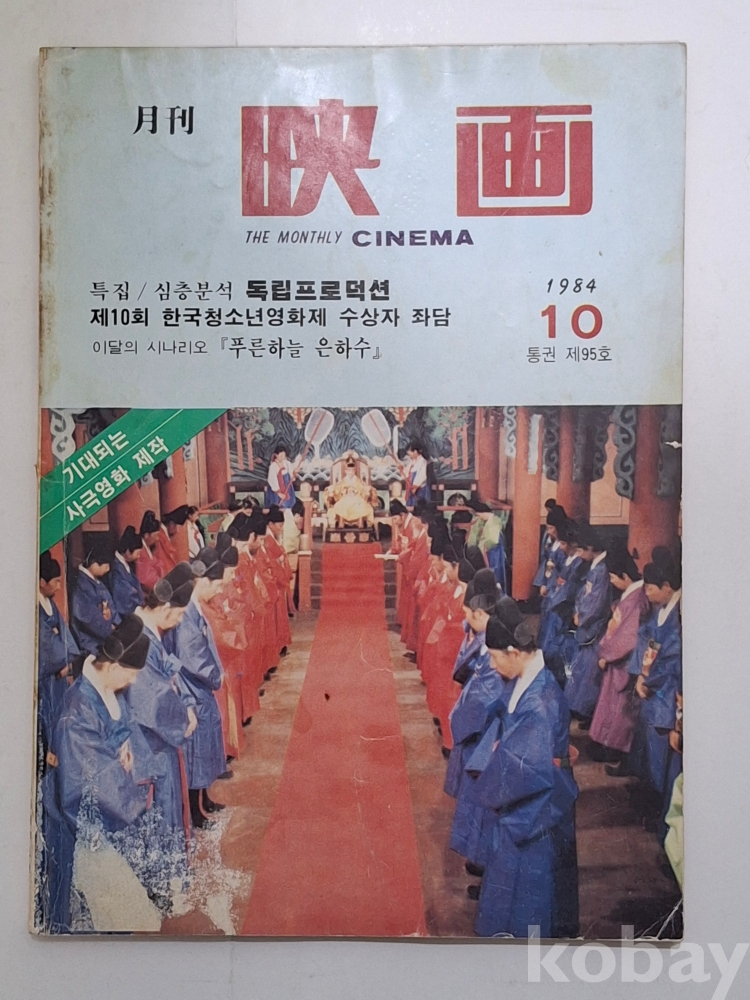 月刊
映画
THE MONTHLY CINEMA
특집 / 심층분석 독립프로덕션
제10회 한국청소년영화제 수상자 좌담
이달의 시나리오 『푸른하늘 은하수』
1984
10
통권 제95호
기대되는
사극영화 제작
kobay